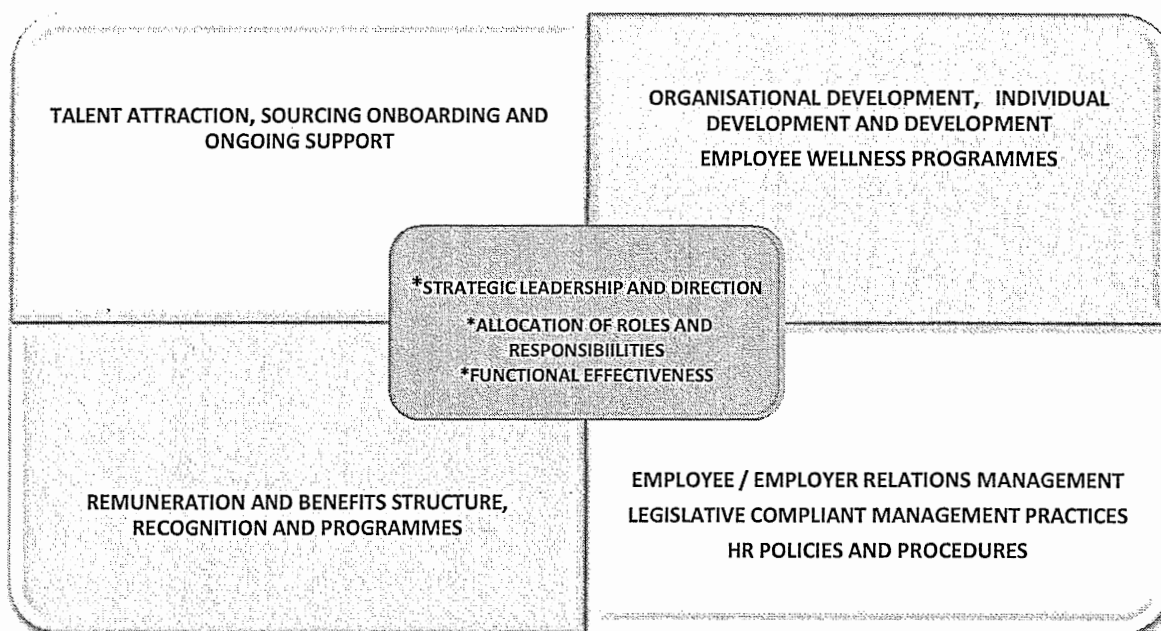 TALENT ATTRACTION, SOURCING ONBOARDING AND
ONGOING SUPPORT
ORGANISATIONAL DEVELOPMENT, INDIVIDUAL
DEVELOPMENT AND DEVELOPMENT
EMPLOYEE WELLNESS PROGRAMMES
*STRATEGIC LEADERSHIP AND DIRECTION
*ALLOCATION OF ROLES AND
RESPONSIBIILITIES
*FUNCTIONAL EFFECTIVENESS
REMUNERATION AND BENEFITS STRUCTURE,
RECOGNITION AND PROGRAMMES
EMPLOYEE / EMPLOYER RELATIONS MANAGEMENT
LEGISLATIVE COMPLIANT MANAGEMENT PRACTICES
HR POLICIES AND PROCEDURES